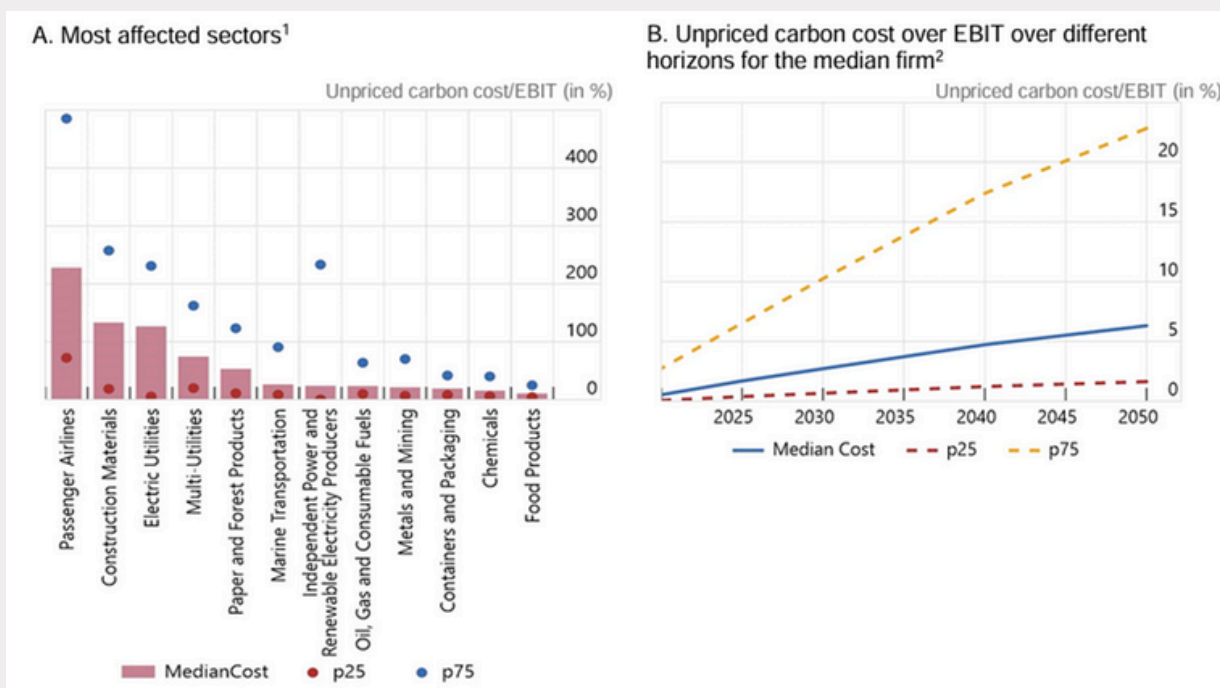 A. Most affected sectors¹
Unpriced carbon cost/EBIT (in %)
400
300
200
100
0
Passenger Airlines
Construction Materials
Electric Utilities
Multi-Utilities
Paper and Forest Products
Marine Transportation
Independent Power and
Renewable Electricity Producers
Oil, Gas and Consumable Fuels
Metals and Mining
Containers and Packaging
Chemicals
Food Products
MedianCost p25 p75
B. Unpriced carbon cost over EBIT over different
horizons for the median firm²
Unpriced carbon cost/EBIT (in %)
20
15
10
5
0
2025 2030 2035 2040 2045 2050
Median Cost p25 p75